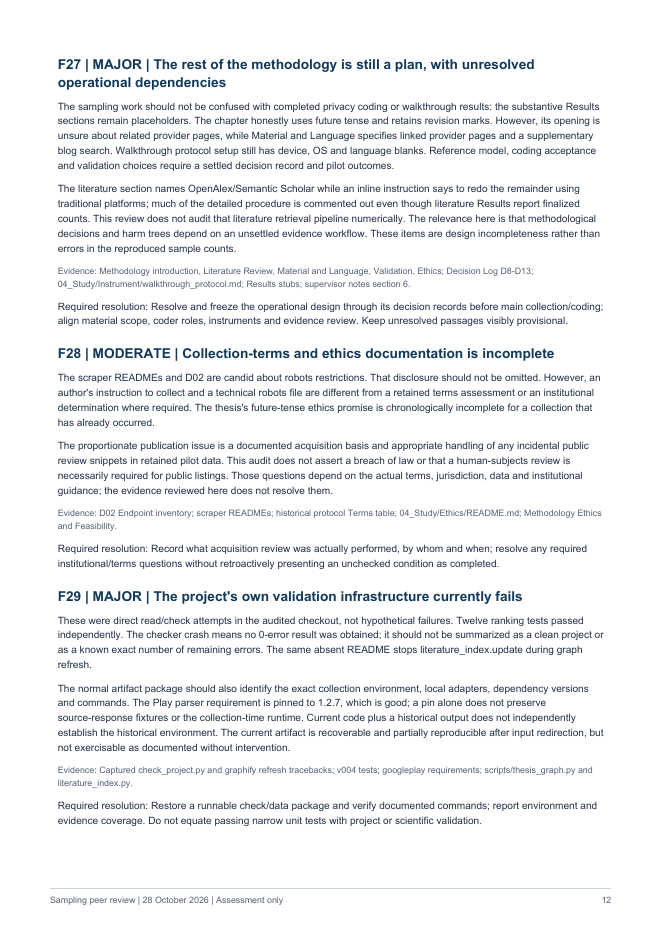 F27 | MAJOR | The rest of the methodology is still a plan, with unresolved
operational dependencies
The sampling work should not be confused with completed privacy coding or walkthrough results: the substantive Results
sections remain placeholders. The chapter honestly uses future tense and retains revision marks. However, its opening is
unsure about related provider pages, while Material and Language specifies linked provider pages and a supplementary
blog search. Walkthrough protocol setup still has device, OS and language blanks. Reference model, coding acceptance
and validation choices require a settled decision record and pilot outcomes.
The literature section names OpenAlex/Semantic Scholar while an inline instruction says to redo the remainder using
traditional platforms; much of the detailed procedure is commented out even though literature Results report finalized
counts. This review does not audit that literature retrieval pipeline numerically. The relevance here is that methodological
decisions and harm trees depend on an unsettled evidence workflow. These items are design incompleteness rather than
errors in the reproduced sample counts.
Evidence: Methodology introduction, Literature Review, Material and Language, Validation, Ethics; Decision Log D8-D13;
04_Study/Instrument/walkthrough_protocol.md; Results stubs; supervisor notes section 6.
Required resolution: Resolve and freeze the operational design through its decision records before main collection/coding;
align material scope, coder roles, instruments and evidence review. Keep unresolved passages visibly provisional.
F28 | MODERATE | Collection-terms and ethics documentation is incomplete
The scraper READMEs and D02 are candid about robots restrictions. That disclosure should not be omitted. However, an
author's instruction to collect and a technical robots file are different from a retained terms assessment or an institutional
determination where required. The thesis's future-tense ethics promise is chronologically incomplete for a collection that
has already occurred.
The proportionate publication issue is a documented acquisition basis and appropriate handling of any incidental public
review snippets in retained pilot data. This audit does not assert a breach of law or that a human-subjects review is
necessarily required for public listings. Those questions depend on the actual terms, jurisdiction, data and institutional
guidance; the evidence reviewed here does not resolve them.
Evidence: D02 Endpoint inventory; scraper READMEs; historical protocol Terms table; 04_Study/Ethics/README.md; Methodology Ethics
and Feasibility.
Required resolution: Record what acquisition review was actually performed, by whom and when; resolve any required
institutional/terms questions without retroactively presenting an unchecked condition as completed.
F29 | MAJOR | The project's own validation infrastructure currently fails
These were direct read/check attempts in the audited checkout, not hypothetical failures. Twelve ranking tests passed
independently. The checker crash means no 0-error result was obtained; it should not be summarized as a clean project or
as a known exact number of remaining errors. The same absent README stops literature_index.update during graph
refresh.
The normal artifact package should also identify the exact collection environment, local adapters, dependency versions
and commands. The Play parser requirement is pinned to 1.2.7, which is good; a pin alone does not preserve
source-response fixtures or the collection-time runtime. Current code plus a historical output does not independently
establish the historical environment. The current artifact is recoverable and partially reproducible after input redirection, but
not exercisable as documented without intervention.
Evidence: Captured check_project.py and graphify refresh tracebacks; v004 tests; googleplay requirements; scripts/thesis_graph.py and
literature_index.py.
Required resolution: Restore a runnable check/data package and verify documented commands; report environment and
evidence coverage. Do not equate passing narrow unit tests with project or scientific validation.
Sampling peer review | 28 October 2026 | Assessment only
12